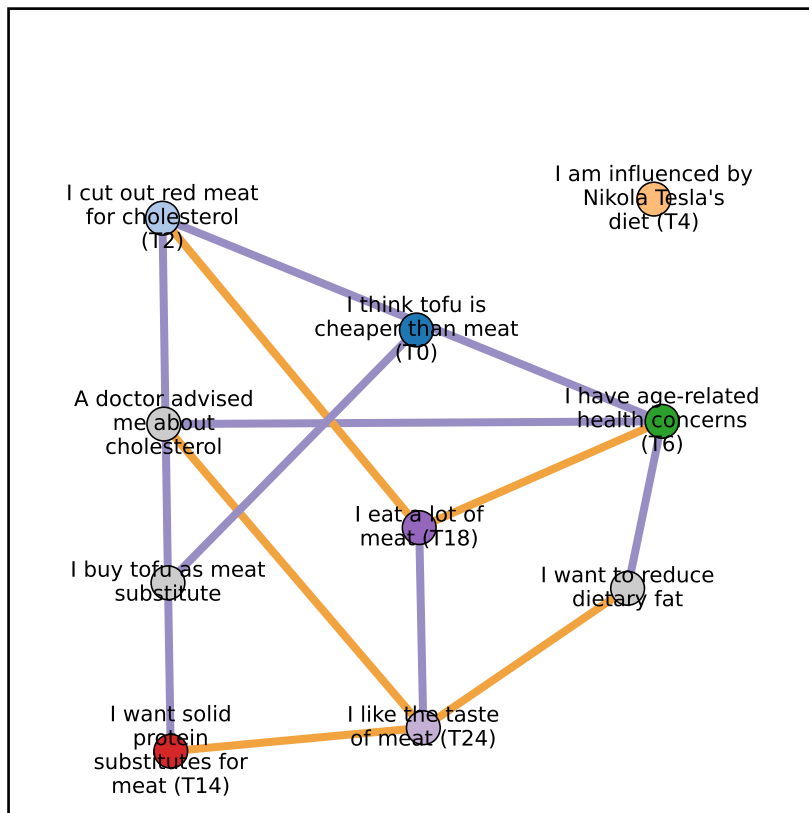 I am influenced by
Nikola Tesla's
diet (T4)
I cut out red meat
for cholesterol
(T2)
I think tofu is
cheaper than meat
(T0)
A doctor advised
me about
cholesterol
I have age-related
health concerns
(T6)
I eat a lot of
meat (T18)
I buy tofu as meat
substitute
I want to reduce
dietary fat
I want solid
protein
substitutes for
meat (T14)
I like the taste
of meat (T24)